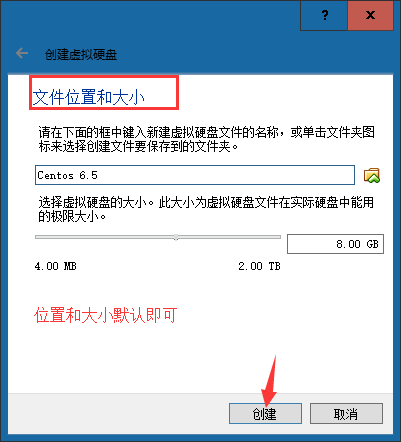 ?
x
创建虚拟硬盘
文件位置和大小
请在下面的框中键入新建虚拟硬盘文件的名称，或单击文件夹图
标来选择创建文件要保存到的文件夹。
Centos 6.5
选择虚拟硬盘的大小。此大小为虚拟硬盘文件在实际硬盘中能用
的极限大小。
8.00 GB
4.00 MB 2.00 TB
位置和大小默认即可
创建 取消